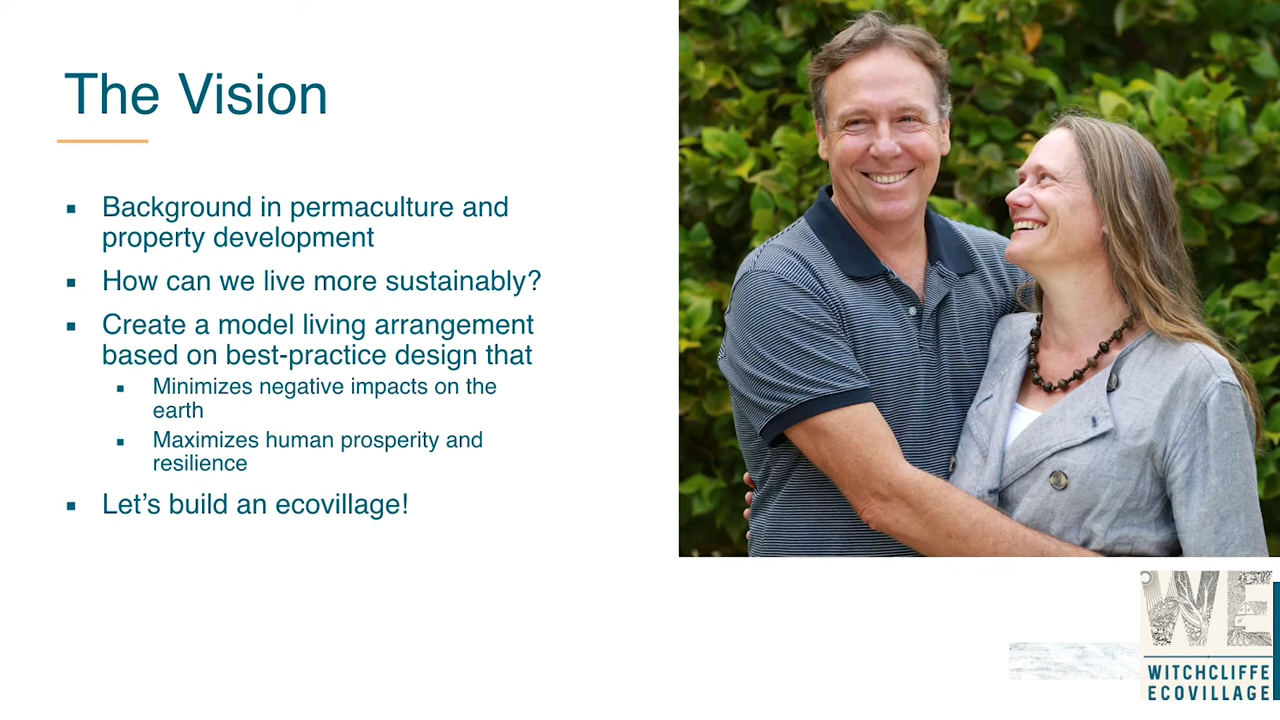 The Vision
▪ Background in permaculture and
property development
▪ How can we live more sustainably?
▪ Create a model living arrangement
based on best-practice design that
▪ Minimizes negative impacts on the
earth
▪ Maximizes human prosperity and
resilience
▪ Let’s build an ecovillage!
WE
WITCHCLIFFE
ECOVILLAGE